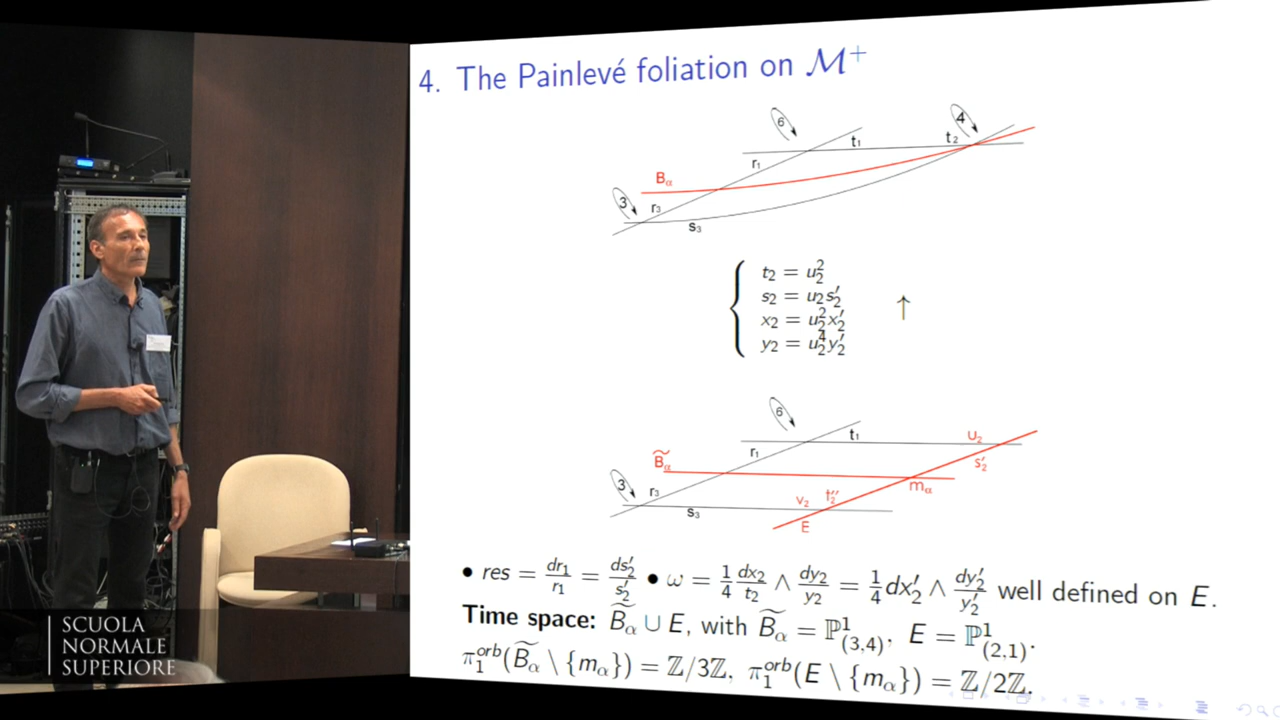 4. The Painlevé foliation on 𝓜⁺
6
4
t₁
t₂
r₁
B_α
3
r₃
s₃
t₂ = u₂²
s₂ = u₂s₂′
x₂ = u₂²x₂′
y₂ = u₂⁴y₂′
↑
6
t₁
u₂
r₁
B̃_α
s₂′
3
r₃
m_α
v₂
t₂″
s₃
E
• res = dr₁/r₁ = ds₂′/s₂′ • ω = 1/4 dx₂/t₂ ∧ dy₂/y₂ = 1/4 dx₂′ ∧ dy₂′/y₂′ well defined on E.
Time space: B̃_α ∪ E, with B̃_α = ℙ¹_(3,4), E = ℙ¹_(2,1).
π₁^orb(B̃_α \ {m_α}) = ℤ/3ℤ, π₁^orb(E \ {m_α}) = ℤ/2ℤ.
SCUOLA
NORMALE
SUPERIORE